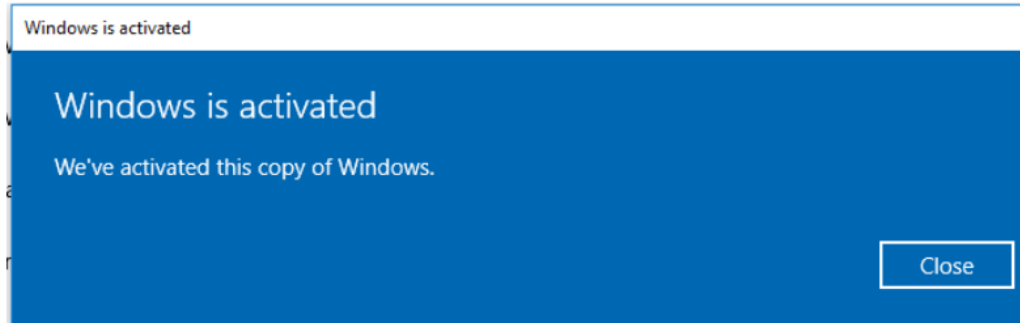 Windows is activated
Windows is activated
We've activated this copy of Windows.
Close